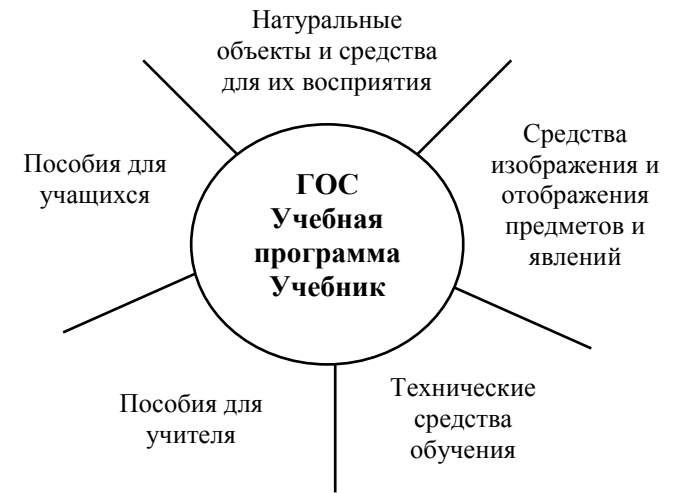 Натуральные
объекты и средства
для их восприятия
Средства
изображения и
отображения
предметов и
явлений
Пособия для
учащихся
ГОС
Учебная
программа
Учебник
Пособия для
учителя
Технические
средства
обучения